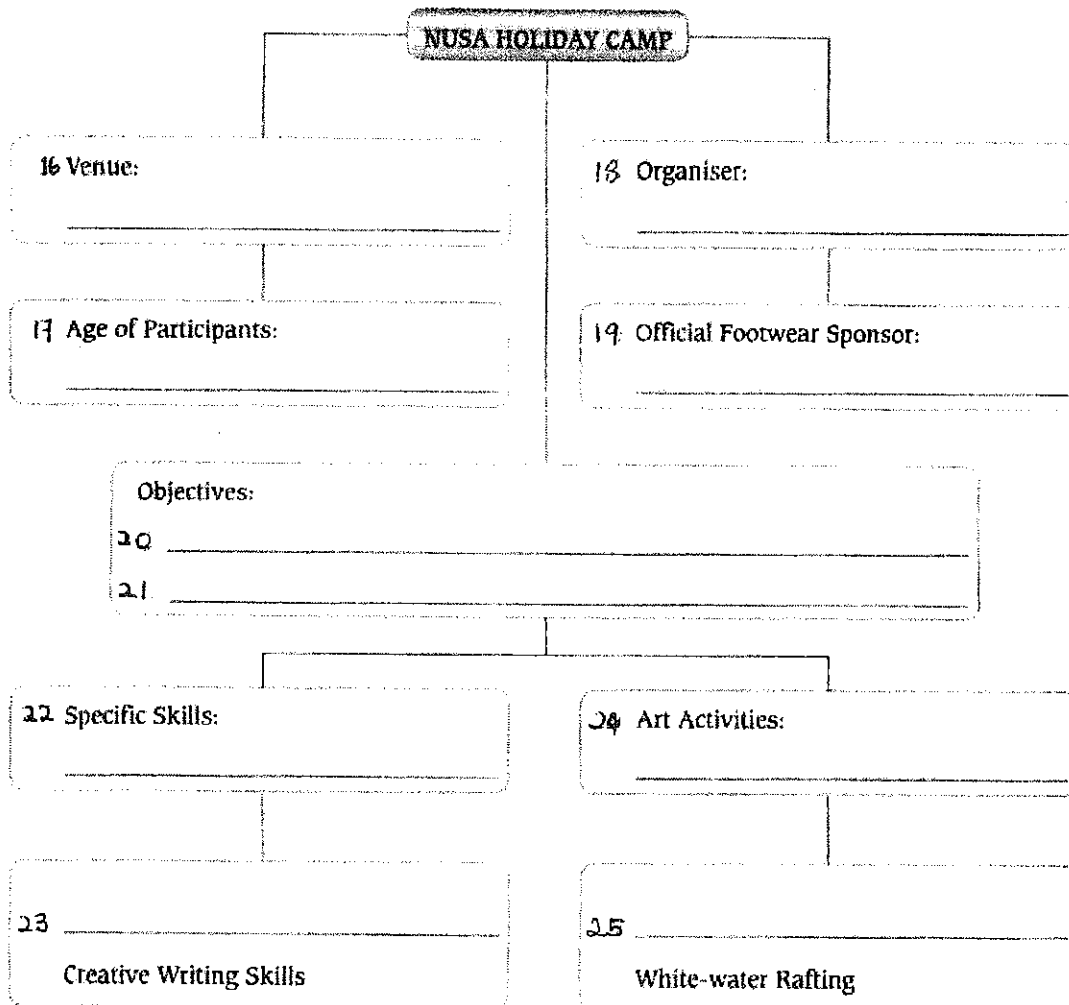 NUSA HOLIDAY CAMP
16 Venue:
18 Organiser:
17 Age of Participants:
19 Official Footwear Sponsor:
Objectives:
20
21
22 Specific Skills:
24 Art Activities:
23
Creative Writing Skills
25
White-water Rafting